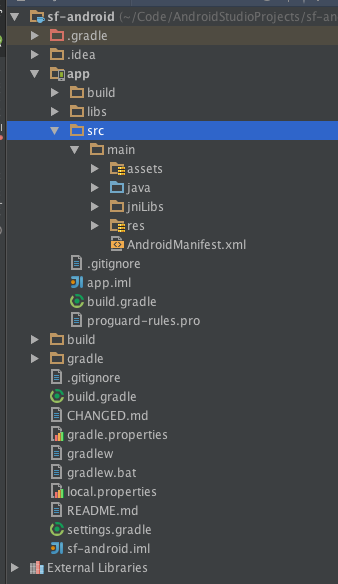 sf-android (~/Code/AndroidStudioProjects/sf-an
.gradle
.idea
app
build
libs
src
main
assets
java
jniLibs
res
AndroidManifest.xml
.gitignore
app.iml
build.gradle
proguard-rules.pro
build
gradle
.gitignore
build.gradle
CHANGED.md
gradle.properties
gradlew
gradlew.bat
local.properties
README.md
settings.gradle
sf-android.iml
External Libraries